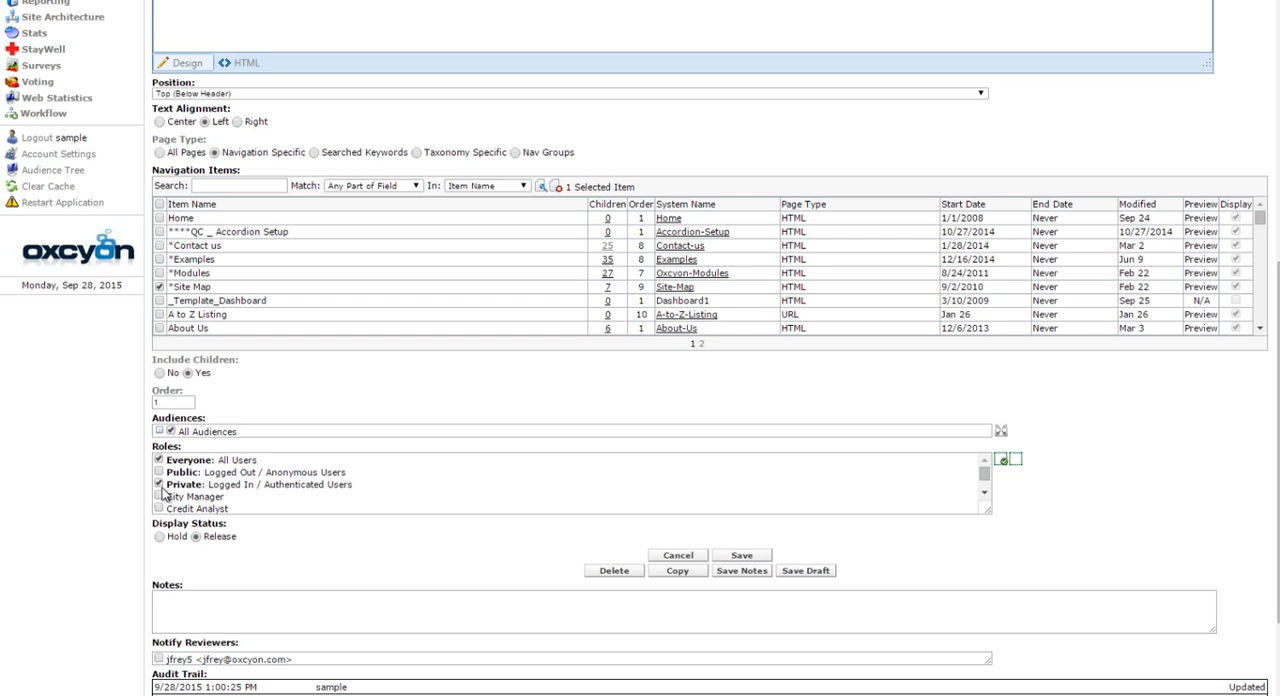 Reporting
Site Architecture
Stats
StayWell
Surveys
Voting
Web Statistics
Workflow
Logout sample
Account Settings
Audience Tree
Clear Cache
Restart Application
oxcyon
Monday, Sep 28, 2015
Design HTML
Position:
Top (Below Header)
Text Alignment:
Center Left Right
Page Type:
All Pages Navigation Specific Searched Keywords Taxonomy Specific Nav Groups
Navigation Items:
Search: Match: Any Part of Field In: Item Name 1 Selected Item
Item Name Children Order System Name Page Type Start Date End Date Modified Preview Display
Home 0 1 Home HTML 1/1/2008 Never Sep 24 Preview
****QC _ Accordion Setup 0 1 Accordion-Setup HTML 10/27/2014 Never 10/27/2014 Preview
*Contact us 25 8 Contact-us HTML 1/28/2014 Never Mar 2 Preview
*Examples 35 8 Examples HTML 12/16/2014 Never Jun 9 Preview
*Modules 27 7 Oxcyon-Modules HTML 8/24/2011 Never Feb 22 Preview
*Site Map 7 9 Site-Map HTML 9/2/2010 Never Feb 22 Preview
_Template_Dashboard 0 1 Dashboard1 HTML 3/10/2009 Never Sep 25 N/A
A to Z Listing 0 10 A-to-Z-Listing URL Jan 26 Never Jan 26 Preview
About Us 6 1 About-Us HTML 12/6/2013 Never Mar 3 Preview
1 2
Include Children:
No Yes
Order:
1
Audiences:
All Audiences
Roles:
Everyone: All Users
Public: Logged Out / Anonymous Users
Private: Logged In / Authenticated Users
Manager
Credit Analyst
Display Status:
Hold Release
Cancel Save
Delete Copy Save Notes Save Draft
Notes:
Notify Reviewers:
jfrey5 <jfrey@oxcyon.com>
Audit Trail:
9/28/2015 1:00:25 PM sample Updated